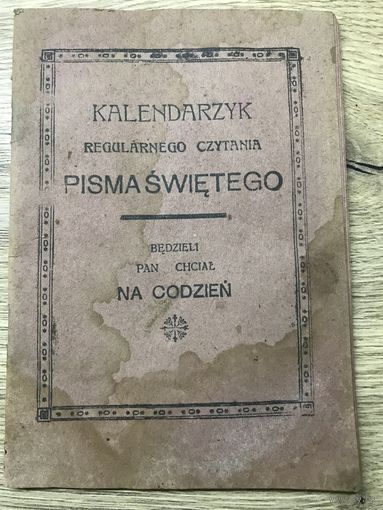 KALENDARZYK
REGULARNEGO CZYTANIA
PISMA ŚWIĘTEGO
BĘDZIELI
PAN CHCIAŁ
NA CODZIEŃ